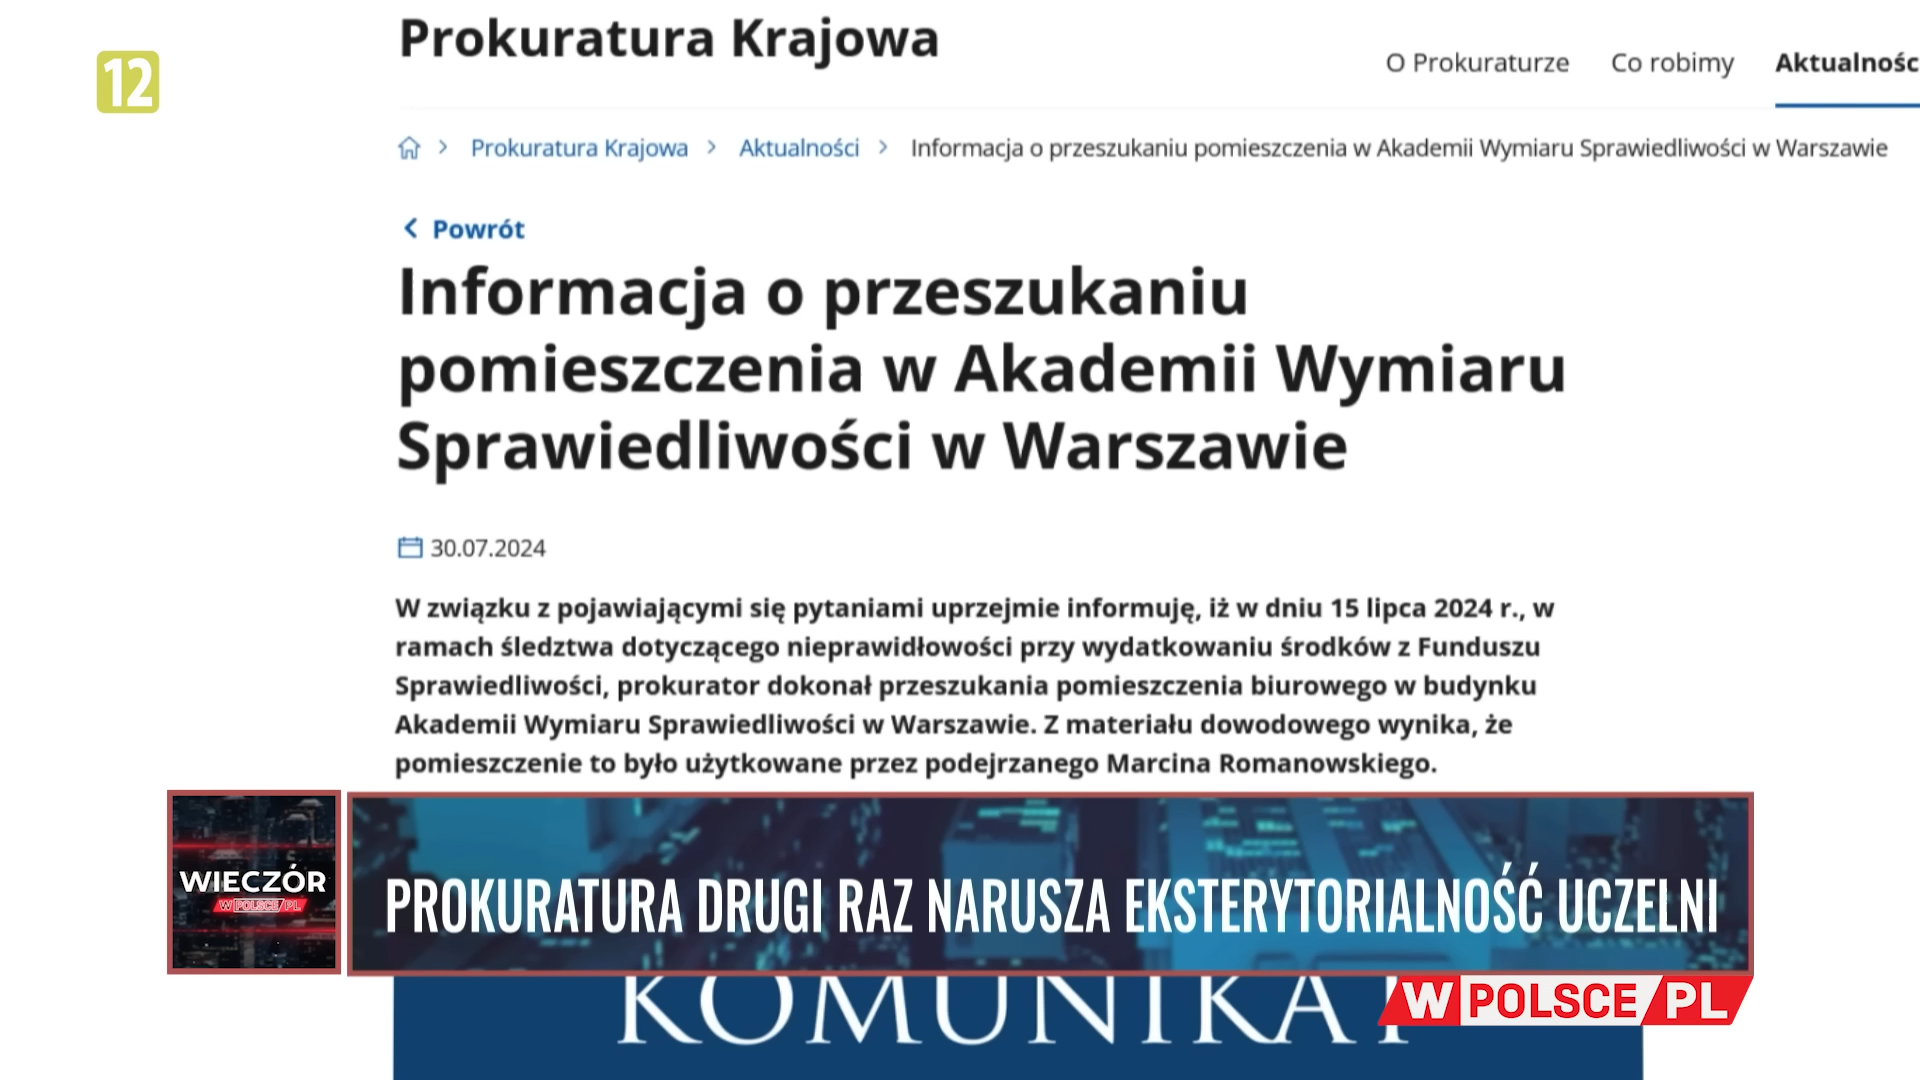 Prokuratura Krajowa
12
O Prokuraturze Co robimy Aktualnośc
Prokuratura Krajowa Aktualności Informacja o przeszukaniu pomieszczenia w Akademii Wymiaru Sprawiedliwości w Warszawie
Powrót
Informacja o przeszukaniu
pomieszczenia w Akademii Wymiaru
Sprawiedliwości w Warszawie
30.07.2024
W związku z pojawiającymi się pytaniami uprzejmie informuję, iż w dniu 15 lipca 2024 r., w
ramach śledztwa dotyczącego nieprawidłowości przy wydatkowaniu środków z Funduszu
Sprawiedliwości, prokurator dokonał przeszukania pomieszczenia biurowego w budynku
Akademii Wymiaru Sprawiedliwości w Warszawie. Z materiału dowodowego wynika, że
pomieszczenie to było użytkowane przez podejrzanego Marcina Romanowskiego.
WIECZÓR
W POLSCE/PL
PROKURATURA DRUGI RAZ NARUSZA EKSTERYTORIALNOŚĆ UCZELNI
KOMUNIKAT
W POLSCE/PL